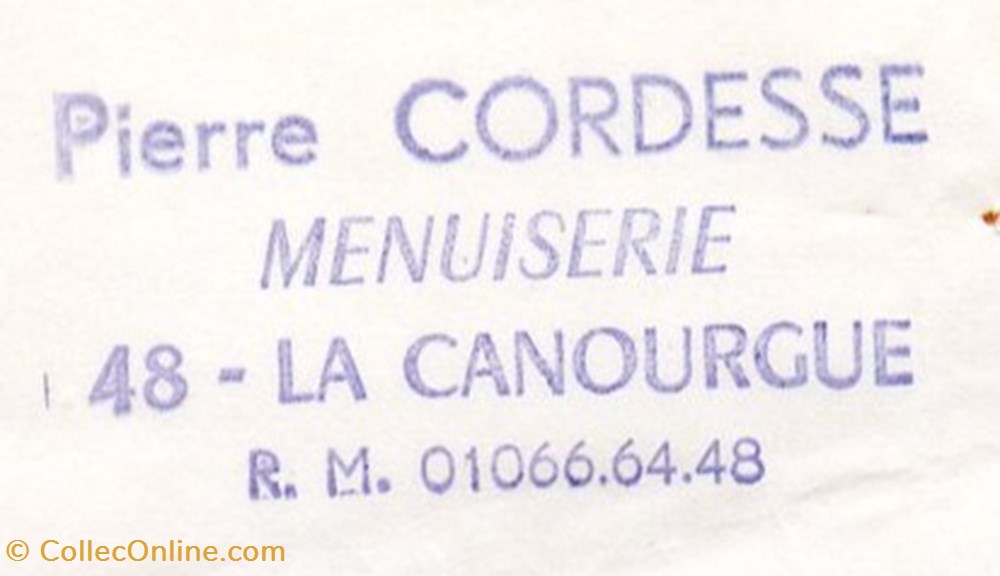 Pierre CORDESSE
MENUISERIE
48 - LA CANOURGUE
R. M. 01066.64.48
© CollecOnline.com